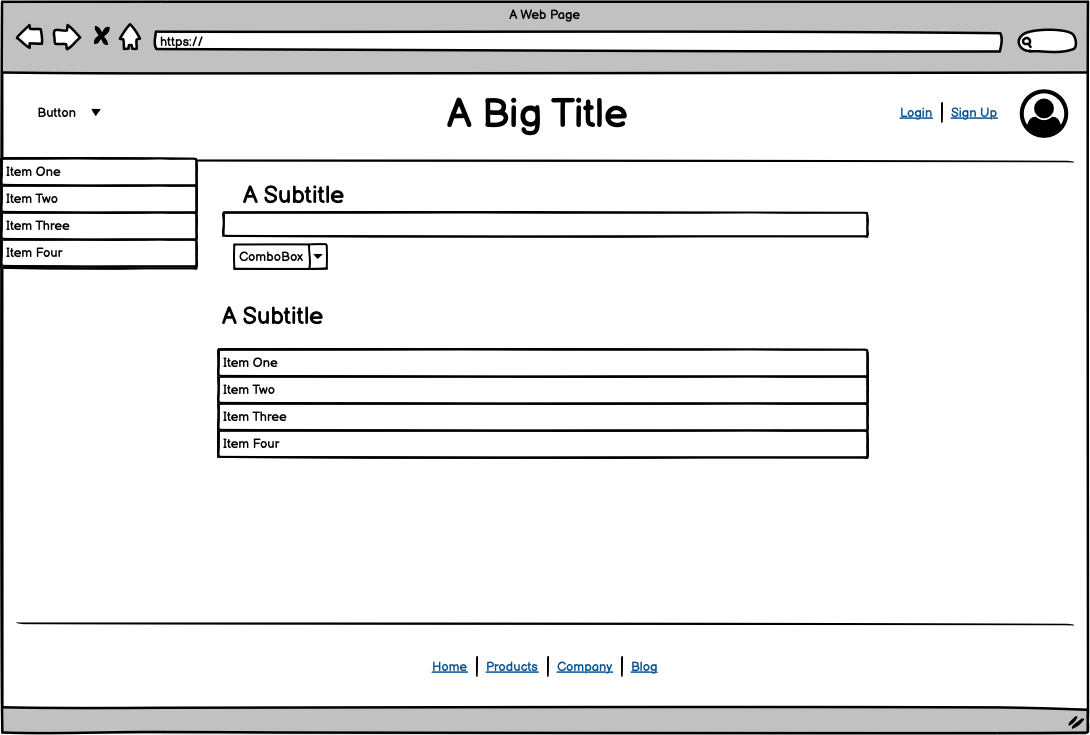 A Web Page
https://
Button
A Big Title
Login
Sign Up
Item One
Item Two
Item Three
Item Four
A Subtitle
ComboBox
A Subtitle
Item One
Item Two
Item Three
Item Four
Home
Products
Company
Blog